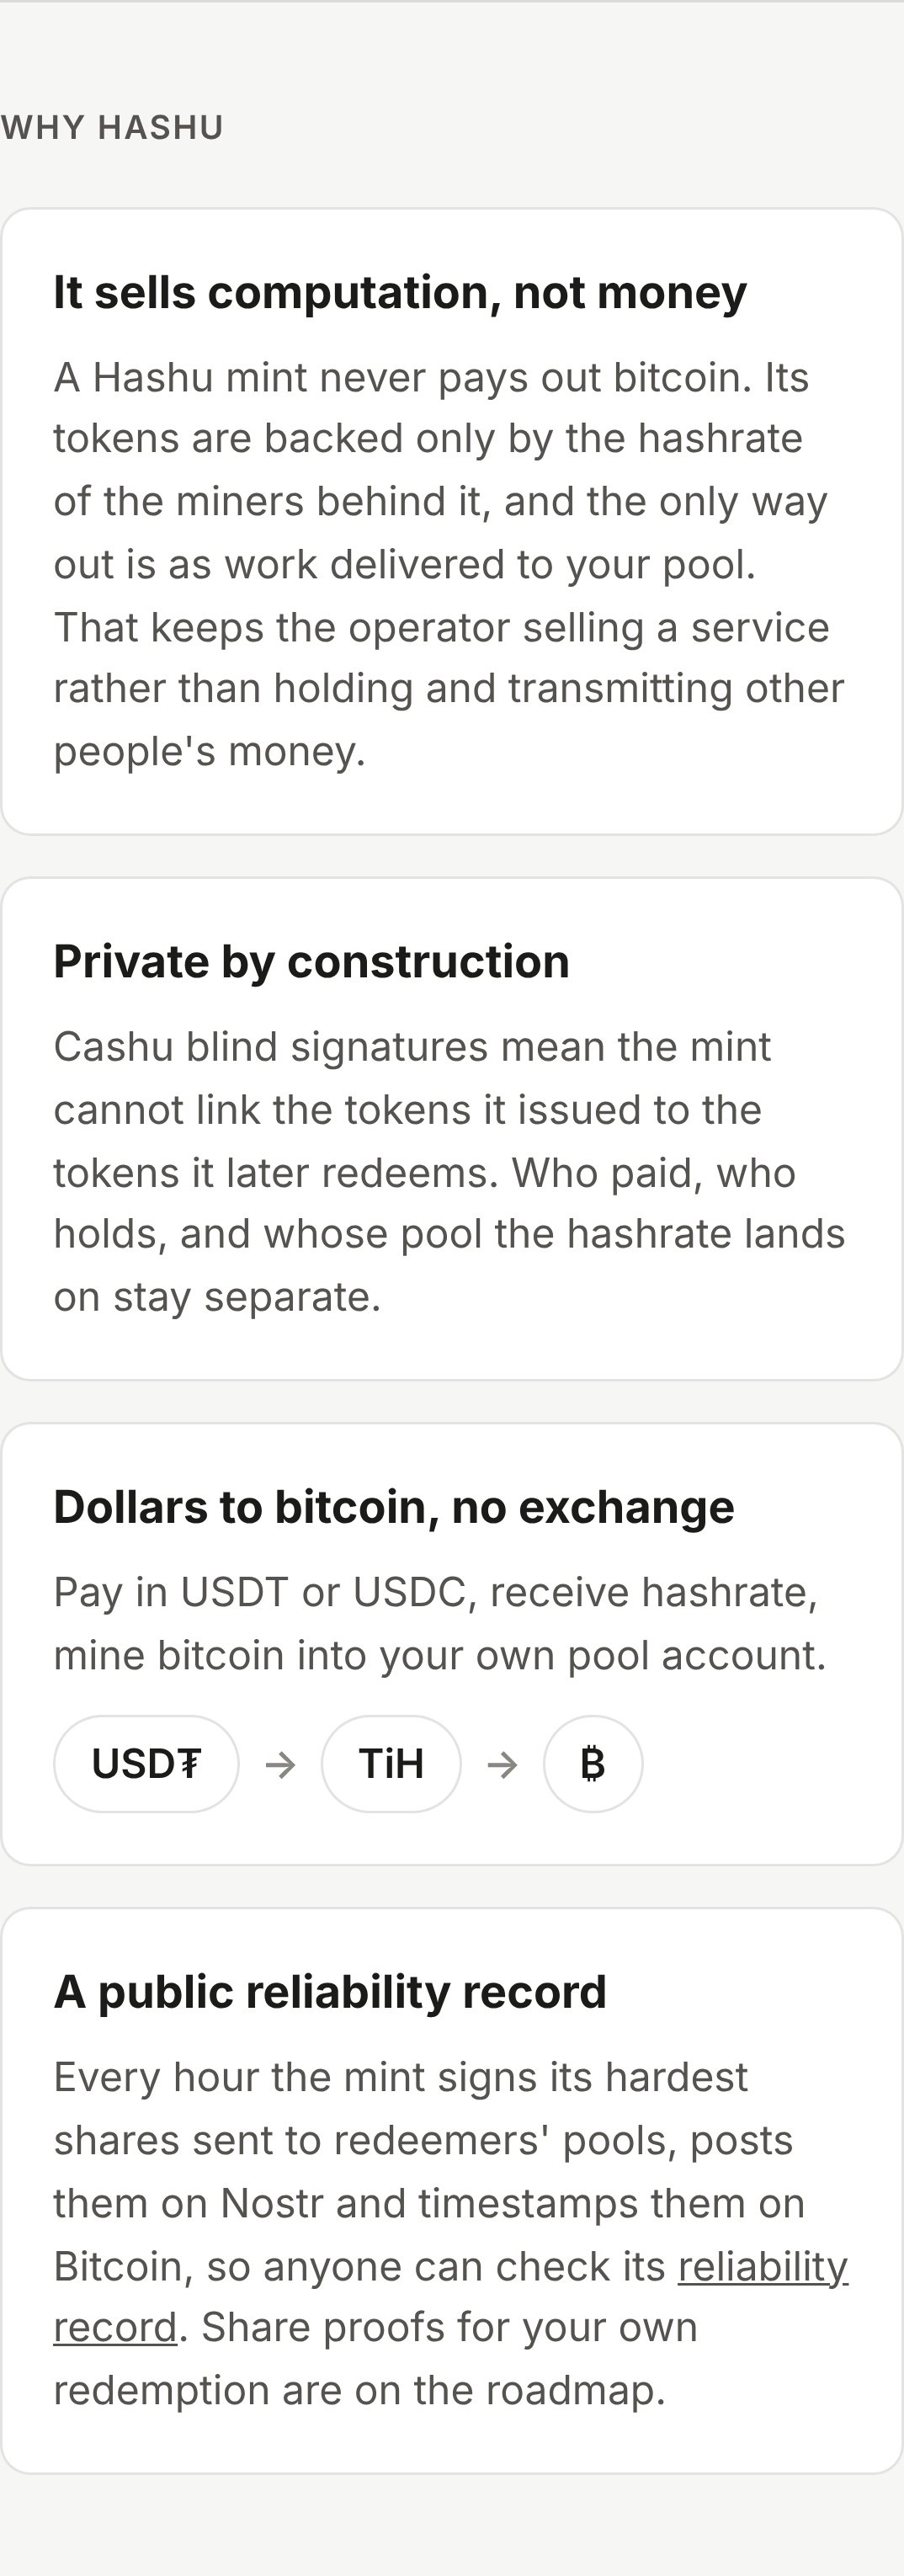 WHY HASHU
It sells computation, not money
A Hashu mint never pays out bitcoin. Its
tokens are backed only by the hashrate
of the miners behind it, and the only way
out is as work delivered to your pool.
That keeps the operator selling a service
rather than holding and transmitting other
people's money.
Private by construction
Cashu blind signatures mean the mint
cannot link the tokens it issued to the
tokens it later redeems. Who paid, who
holds, and whose pool the hashrate lands
on stay separate.
Dollars to bitcoin, no exchange
Pay in USDT or USDC, receive hashrate,
mine bitcoin into your own pool account.
USD₮ → TiH → ₿
A public reliability record
Every hour the mint signs its hardest
shares sent to redeemers' pools, posts
them on Nostr and timestamps them on
Bitcoin, so anyone can check its reliability
record. Share proofs for your own
redemption are on the roadmap.